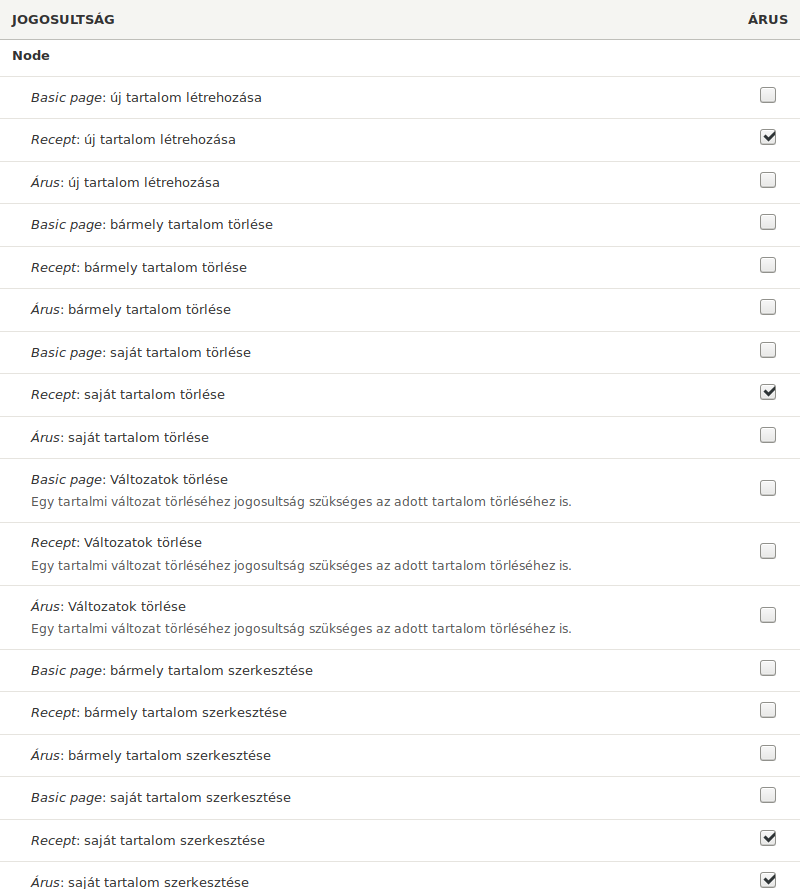 JOGOSULTSÁG ÁRUS
Node
Basic page: új tartalom létrehozása
Recept: új tartalom létrehozása
Árus: új tartalom létrehozása
Basic page: bármely tartalom törlése
Recept: bármely tartalom törlése
Árus: bármely tartalom törlése
Basic page: saját tartalom törlése
Recept: saját tartalom törlése
Árus: saját tartalom törlése
Basic page: Változatok törlése
Egy tartalmi változat törléséhez jogosultság szükséges az adott tartalom törléséhez is.
Recept: Változatok törlése
Egy tartalmi változat törléséhez jogosultság szükséges az adott tartalom törléséhez is.
Árus: Változatok törlése
Egy tartalmi változat törléséhez jogosultság szükséges az adott tartalom törléséhez is.
Basic page: bármely tartalom szerkesztése
Recept: bármely tartalom szerkesztése
Árus: bármely tartalom szerkesztése
Basic page: saját tartalom szerkesztése
Recept: saját tartalom szerkesztése
Árus: saját tartalom szerkesztése